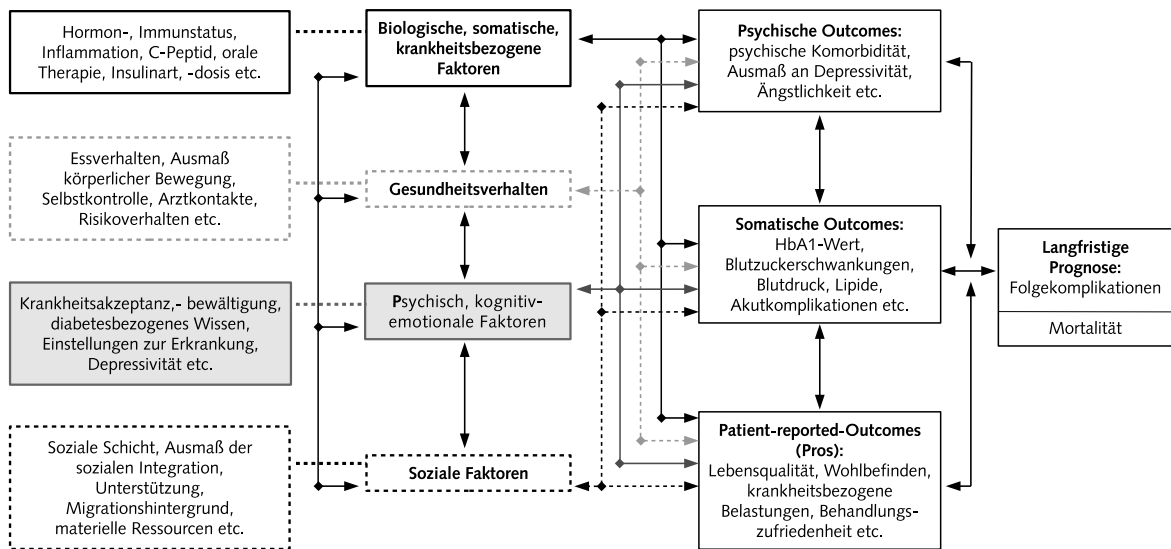 Hormon-, Immunstatus,
Inflammation, C-Peptid, orale
Therapie, Insulinart, -dosis etc.
Biologische, somatische,
krankheitsbezogene
Faktoren
Psychische Outcomes:
psychische Komorbidität,
Ausmaß an Depressivität,
Ängstlichkeit etc.
Essverhalten, Ausmaß
körperlicher Bewegung,
Selbstkontrolle, Arztkontakte,
Risikoverhalten etc.
Gesundheitsverhalten
Somatische Outcomes:
HbA1-Wert,
Blutzuckerschwankungen,
Blutdruck, Lipide,
Akutkomplikationen etc.
Langfristige
Prognose:
Folgekomplikationen
Mortalität
Krankheitsakzeptanz,- bewältigung,
diabetesbezogenes Wissen,
Einstellungen zur Erkrankung,
Depressivität etc.
Psychisch, kognitiv-
emotionale Faktoren
Soziale Schicht, Ausmaß der
sozialen Integration,
Unterstützung,
Migrationshintergrund,
materielle Ressourcen etc.
Soziale Faktoren
Patient-reported-Outcomes
(Pros):
Lebensqualität, Wohlbefinden,
krankheitsbezogene
Belastungen, Behandlungs-
zufriedenheit etc.